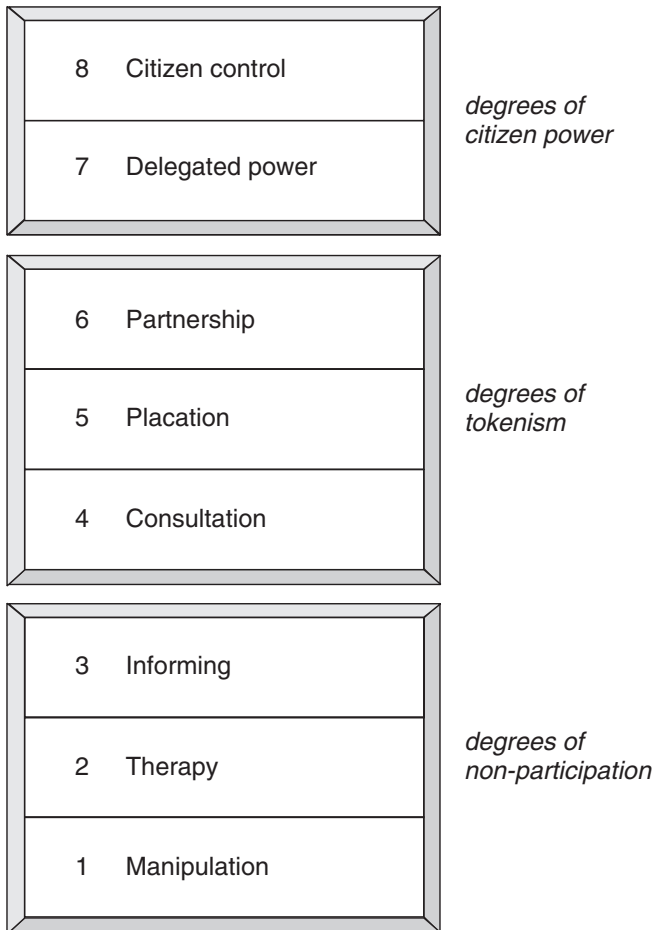 8 Citizen control
7 Delegated power
degrees of
citizen power
6 Partnership
5 Placation
4 Consultation
degrees of
tokenism
3 Informing
2 Therapy
1 Manipulation
degrees of
non-participation